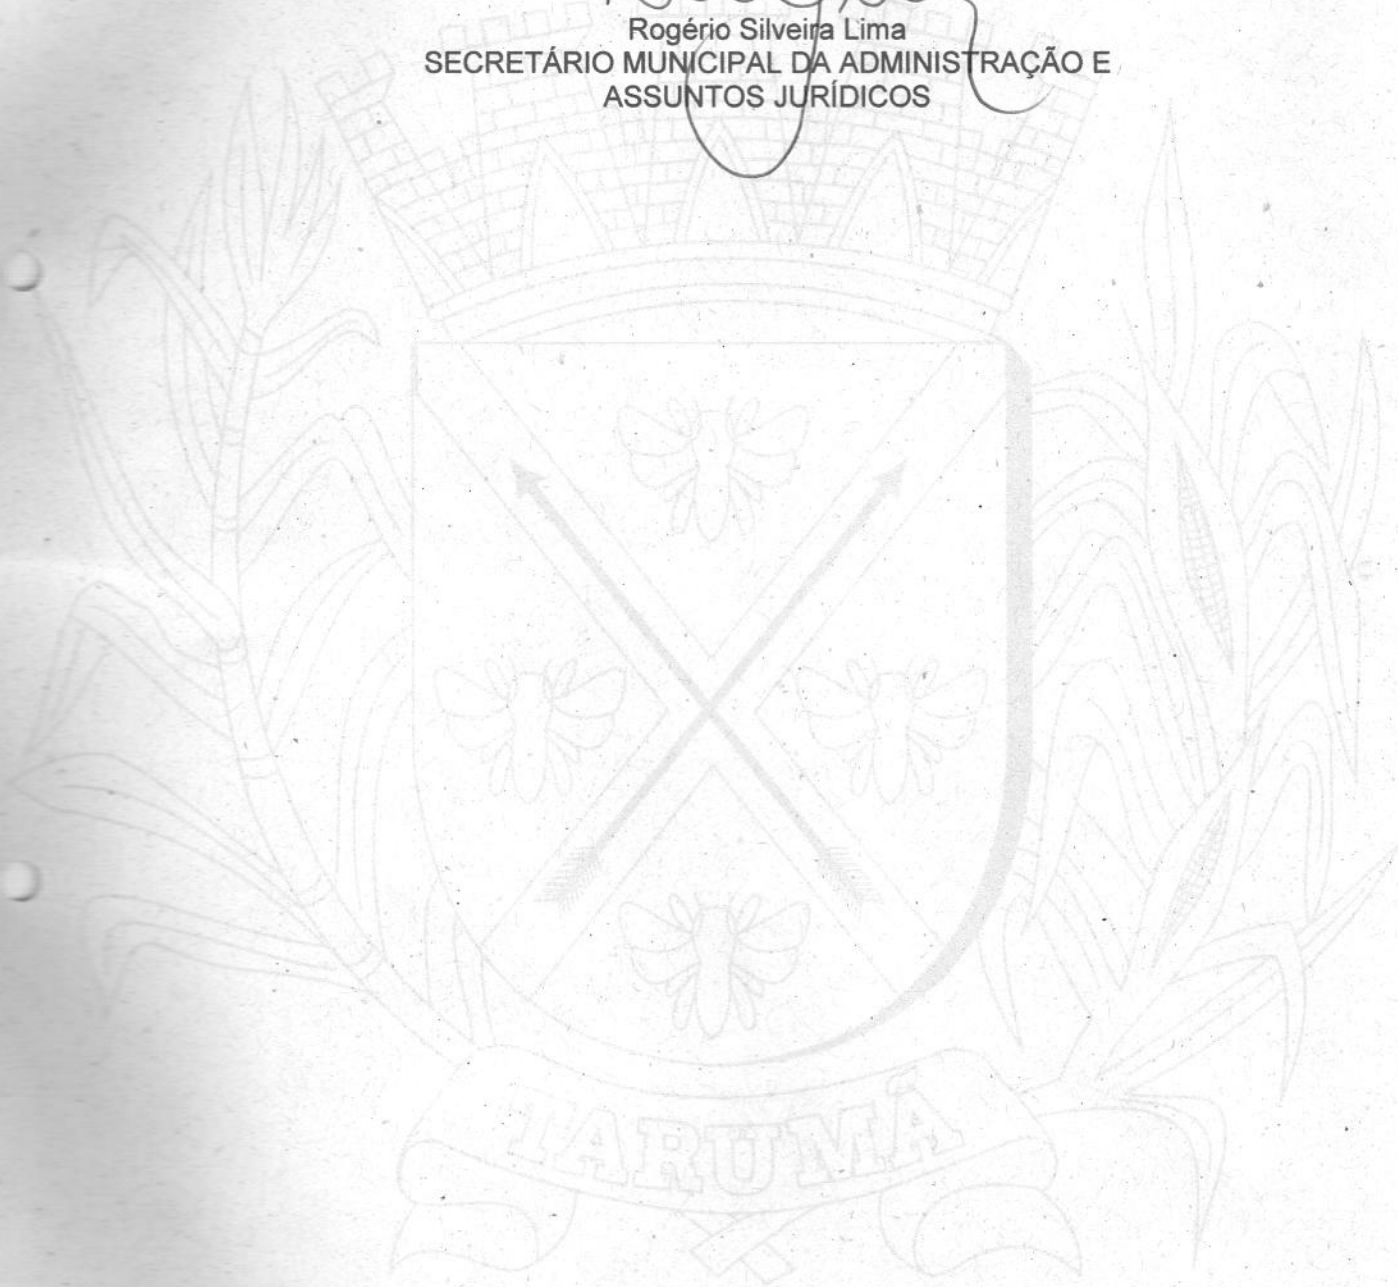 Rogério Silveira Lima
SECRETÁRIO MUNICIPAL DA ADMINISTRAÇÃO E
ASSUNTOS JURÍDICOS
TARUMÃ